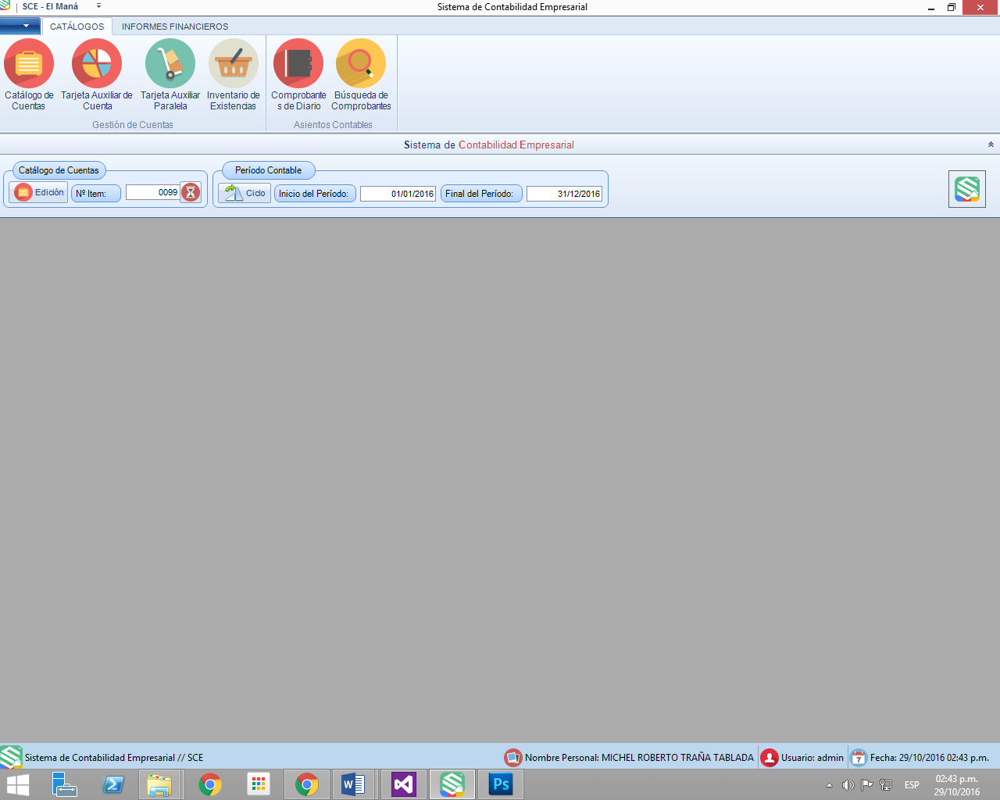 SCE - El Maná
Sistema de Contabilidad Empresarial
CATÁLOGOS
INFORMES FINANCIEROS
Catálogo de
Cuentas
Tarjeta Auxiliar de
Cuenta
Tarjeta Auxiliar
Paralela
Inventario de
Existencias
Gestión de Cuentas
Comprobante
s de Diario
Búsqueda de
Comprobantes
Asientos Contables
Sistema de Contabilidad Empresarial
Catálogo de Cuentas
Edición
Nº Item:
0099
Período Contable
Ciclo
Inicio del Período:
01/01/2016
Final del Período:
31/12/2016
Sistema de Contabilidad Empresarial // SCE
Nombre Personal: MICHEL ROBERTO TRAÑA TABLADA
Usuario: admin
7
Fecha: 29/10/2016 02:43 p.m.
W
Ps
ESP
02:43 p.m.
29/10/2016